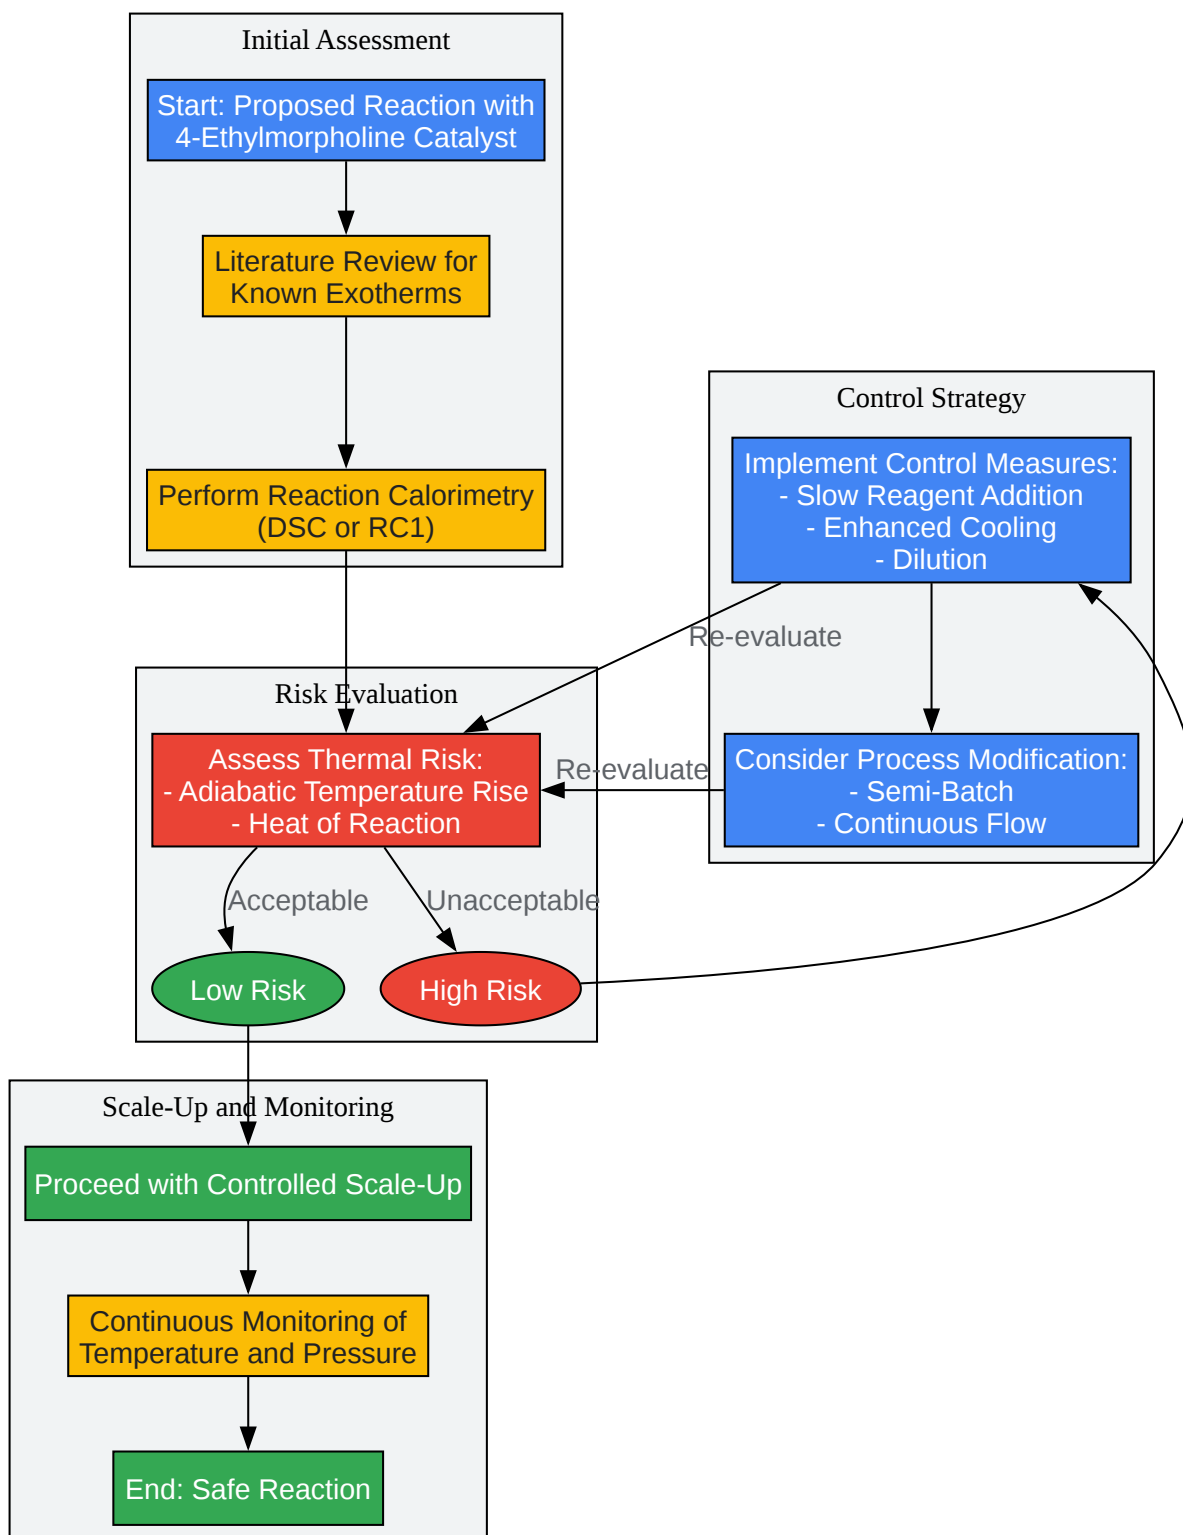 Initial Assessment
Start: Proposed Reaction with
4-Ethylmorpholine Catalyst
Literature Review for
Known Exotherms
Perform Reaction Calorimetry
(DSC or RC1)
Control Strategy
Implement Control Measures:
- Slow Reagent Addition
- Enhanced Cooling
- Dilution
Re-evaluate
Risk Evaluation
Assess Thermal Risk:
- Adiabatic Temperature Rise
- Heat of Reaction
Re-evaluate
Consider Process Modification:
- Semi-Batch
- Continuous Flow
Acceptable
Unacceptable
Low Risk
High Risk
Scale-Up and Monitoring
Proceed with Controlled Scale-Up
Continuous Monitoring of
Temperature and Pressure
End: Safe Reaction